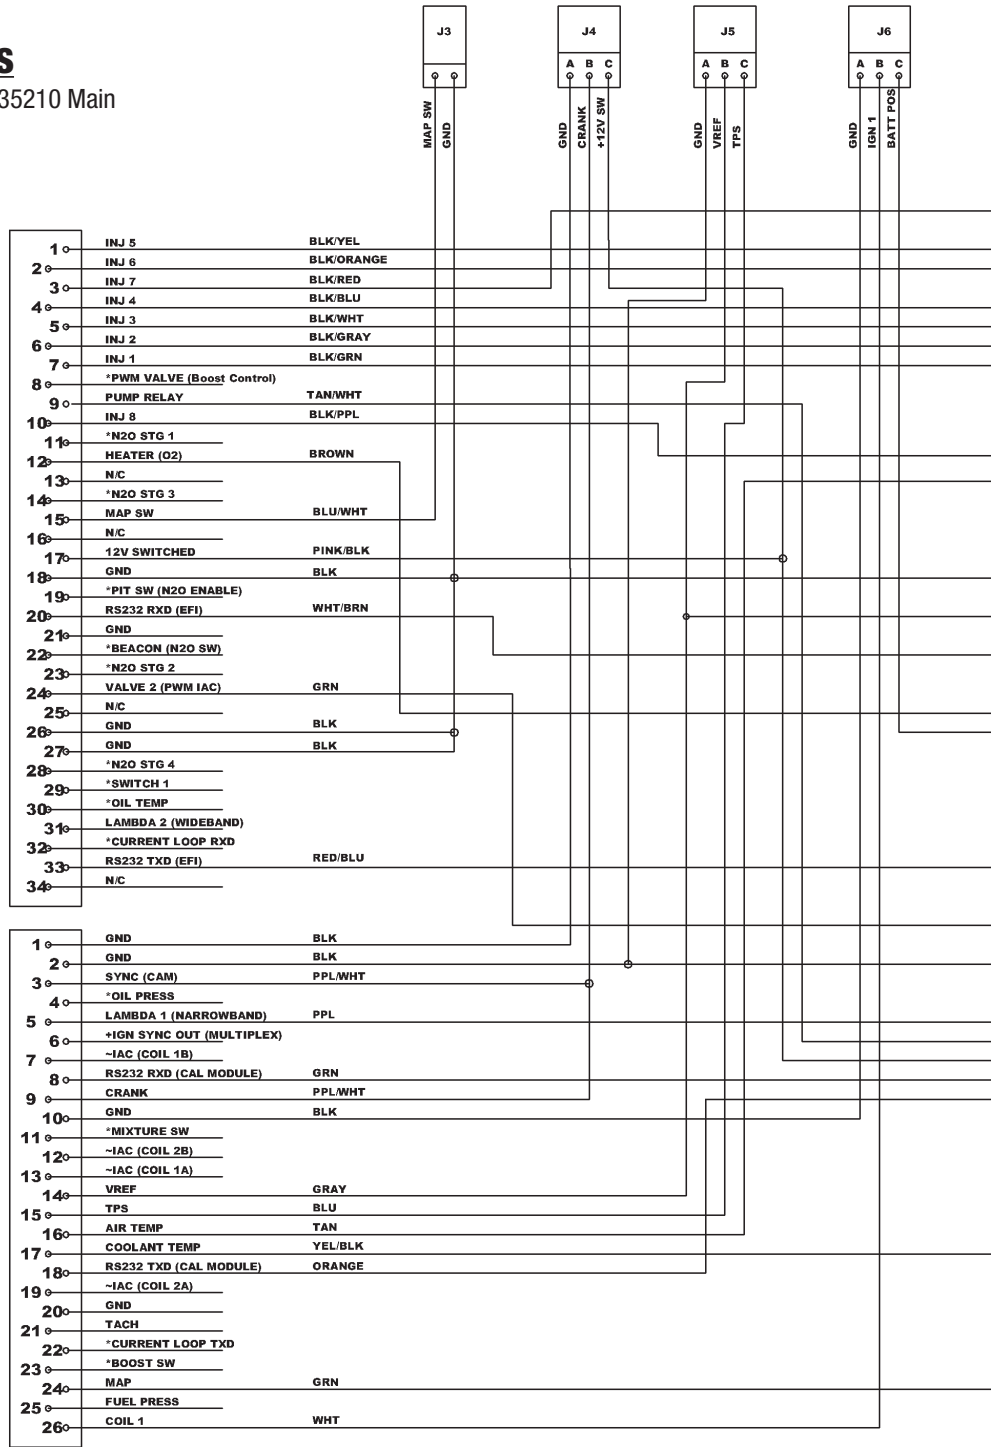 s
35210 Main
J3
J4
J5
J6
A B C
A B C
A B C
MAP SW
GND
GND
CRANK
+12V SW
GND
VREF
TPS
GND
IGN 1
BATT POS
1 INJ 5 BLK/YEL
2 INJ 6 BLK/ORANGE
3 INJ 7 BLK/RED
4 INJ 4 BLK/BLU
5 INJ 3 BLK/WHT
6 INJ 2 BLK/GRAY
7 INJ 1 BLK/GRN
8 *PWM VALVE (Boost Control)
9 PUMP RELAY TAN/WHT
10 INJ 8 BLK/PPL
11 *N2O STG 1
12 HEATER (O2) BROWN
13 N/C
14 *N2O STG 3
15 MAP SW BLU/WHT
16 N/C
17 12V SWITCHED PINK/BLK
18 GND BLK
19 *PIT SW (N2O ENABLE)
20 RS232 RXD (EFI) WHT/BRN
21 GND
22 *BEACON (N2O SW)
23 *N2O STG 2
24 VALVE 2 (PWM IAC) GRN
25 N/C
26 GND BLK
27 GND BLK
28 *N2O STG 4
29 *SWITCH 1
30 *OIL TEMP
31 LAMBDA 2 (WIDEBAND)
32 *CURRENT LOOP RXD
33 RS232 TXD (EFI) RED/BLU
34 N/C
1 GND BLK
2 GND BLK
3 SYNC (CAM) PPL/WHT
4 *OIL PRESS
5 LAMBDA 1 (NARROWBAND) PPL
6 +IGN SYNC OUT (MULTIPLEX)
7 ~IAC (COIL 1B)
8 RS232 RXD (CAL MODULE) GRN
9 CRANK PPL/WHT
10 GND BLK
11 *MIXTURE SW
12 ~IAC (COIL 2B)
13 ~IAC (COIL 1A)
14 VREF GRAY
15 TPS BLU
16 AIR TEMP TAN
17 COOLANT TEMP YEL/BLK
18 RS232 TXD (CAL MODULE) ORANGE
19 ~IAC (COIL 2A)
20 GND
21 TACH
22 *CURRENT LOOP TXD
23 *BOOST SW
24 MAP GRN
25 FUEL PRESS
26 COIL 1 WHT